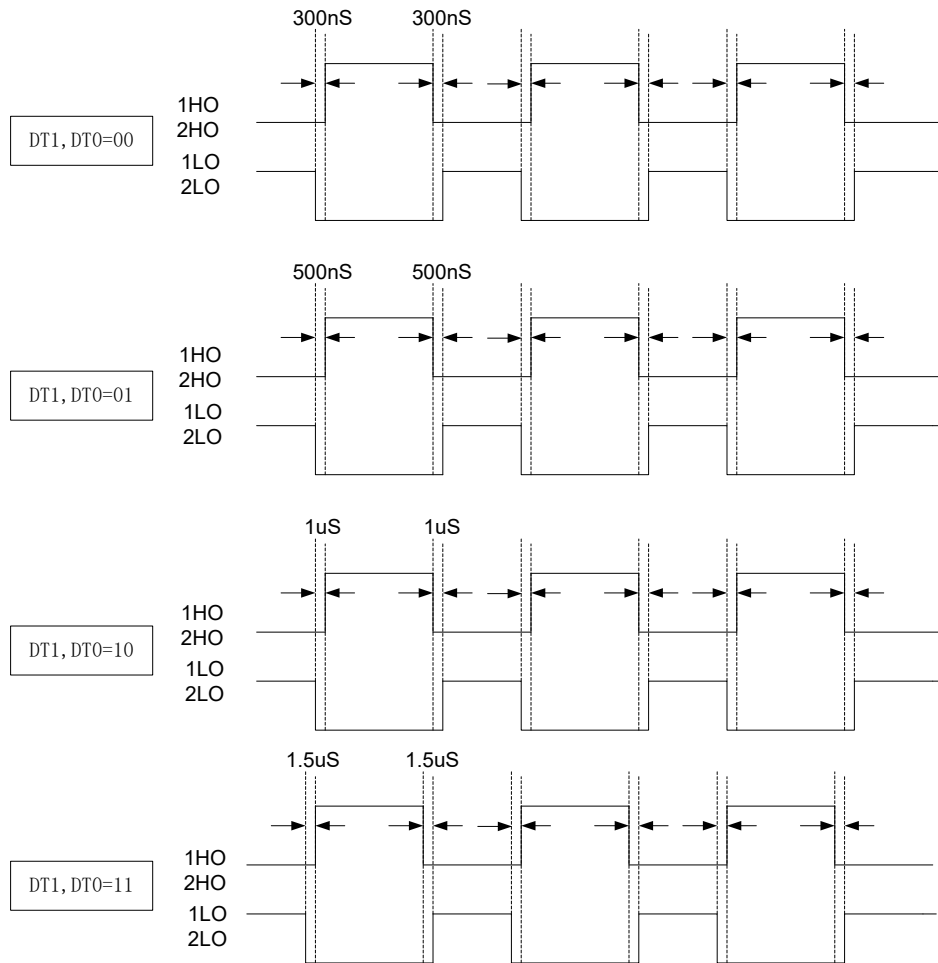 300nS 300nS
1HO
2HO
DT1, DT0=00
1LO
2LO
500nS 500nS
1HO
2HO
DT1, DT0=01
1LO
2LO
1uS 1uS
1HO
2HO
DT1, DT0=10
1LO
2LO
1.5uS 1.5uS
1HO
2HO
DT1, DT0=11
1LO
2LO